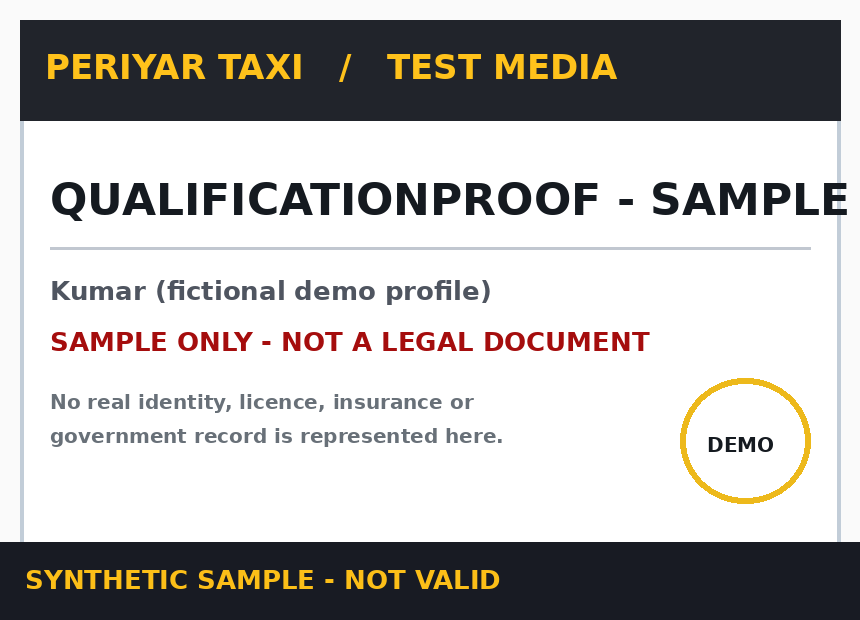 PERIYAR TAXI / TEST MEDIA
QUALIFICATIONPROOF - SAMPLE
Kumar (fictional demo profile)
SAMPLE ONLY - NOT A LEGAL DOCUMENT
No real identity, licence, insurance or
government record is represented here.
DEMO
SYNTHETIC SAMPLE - NOT VALID